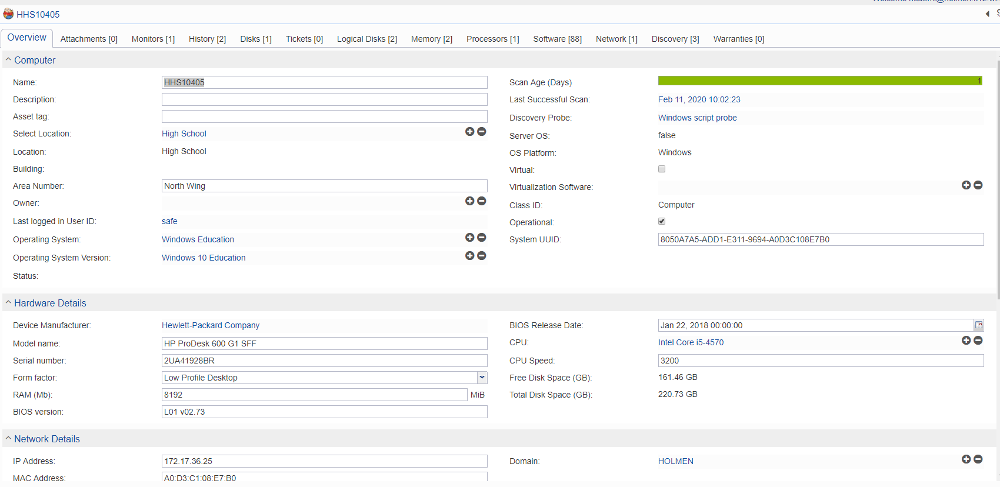 HHS10405
Overview Attachments [0] Monitors [1] History [2] Disks [1] Tickets [0] Logical Disks [2] Memory [2] Processors [1] Software [88] Network [1] Discovery [3] Warranties [0]
Computer
Name: HHS10405 Scan Age (Days) 1
Description: Last Successful Scan: Feb 11, 2020 10:02:23
Asset tag: Discovery Probe: Windows script probe
Select Location: High School Server OS: false
Location: High School OS Platform: Windows
Building: Virtual:
Area Number: North Wing Virtualization Software:
Owner: Class ID: Computer
Last logged in User ID: safe Operational:
Operating System: Windows Education System UUID: 8050A7A5-ADD1-E311-9694-A0D3C108E7B0
Operating System Version: Windows 10 Education
Status:
Hardware Details
Device Manufacturer: Hewlett-Packard Company BIOS Release Date: Jan 22, 2018 00:00:00
Model name: HP ProDesk 600 G1 SFF CPU: Intel Core i5-4570
Serial number: 2UA41928BR CPU Speed: 3200
Form factor: Low Profile Desktop Free Disk Space (GB): 161.46 GB
RAM (Mb): 8192 MiB Total Disk Space (GB): 220.73 GB
BIOS version: L01 v02.73
Network Details
IP Address: 172.17.36.25 Domain: HOLMEN
MAC Address: A0:D3:C1:08:E7:B0